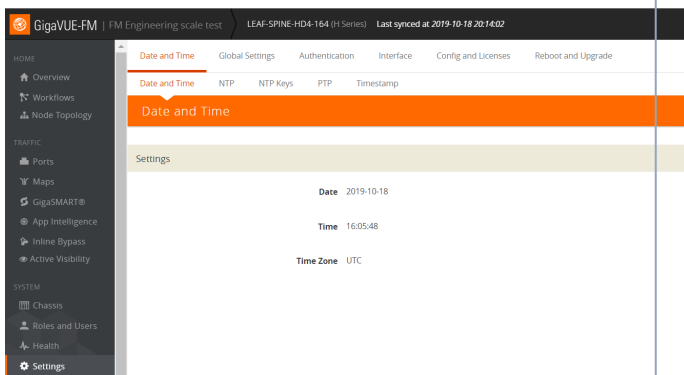 GigaVUE-FM | FM Engineering scale test LEAF-SPINE-HD4-164 (H Series) Last synced at 2019-10-18 20:14:02
HOME
Overview
Workflows
Node Topology
TRAFFIC
Ports
Maps
GigaSMART®
App Intelligence
Inline Bypass
Active Visibility
SYSTEM
Chassis
Roles and Users
Health
Settings
Date and Time Global Settings Authentication Interface Config and Licenses Reboot and Upgrade
Date and Time NTP NTP Keys PTP Timestamp
Date and Time
Settings
Date 2019-10-18
Time 16:05:48
Time Zone UTC